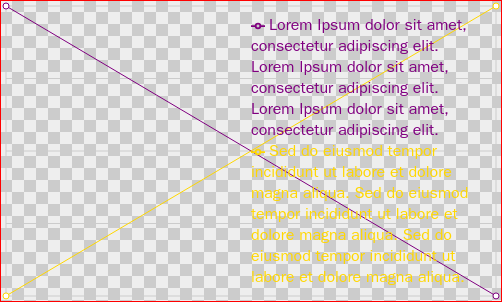 Lorem Ipsum dolor sit amet,
consectetur adipiscing elit.
Lorem Ipsum dolor sit amet,
consectetur adipiscing elit.
Lorem Ipsum dolor sit amet,
consectetur adipiscing elit.
Sed do eiusmod tempor
incididunt ut labore et dolore
magna aliqua. Sed do eiusmod
tempor incididunt ut labore et
dolore magna aliqua. Sed do
eiusmod tempor incididunt ut
labore et dolore magna aliqua.